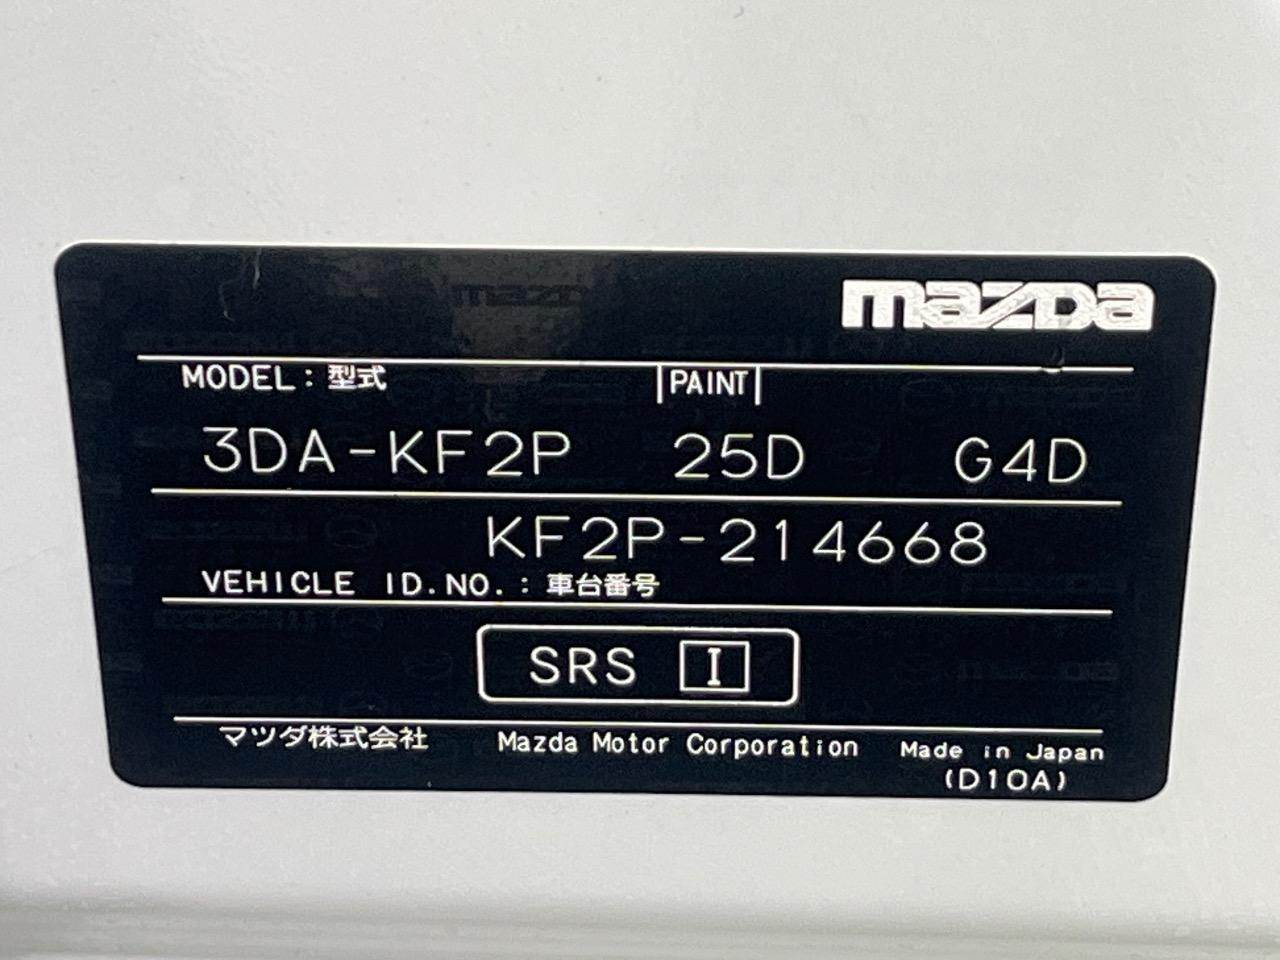 mazda
MODEL: 型式 PAINT
3DA-KF2P 25D G4D
KF2P-214668
VEHICLE ID.NO.: 車台番号
SRS I
マツダ株式会社 Mazda Motor Corporation Made in Japan
(D10A)